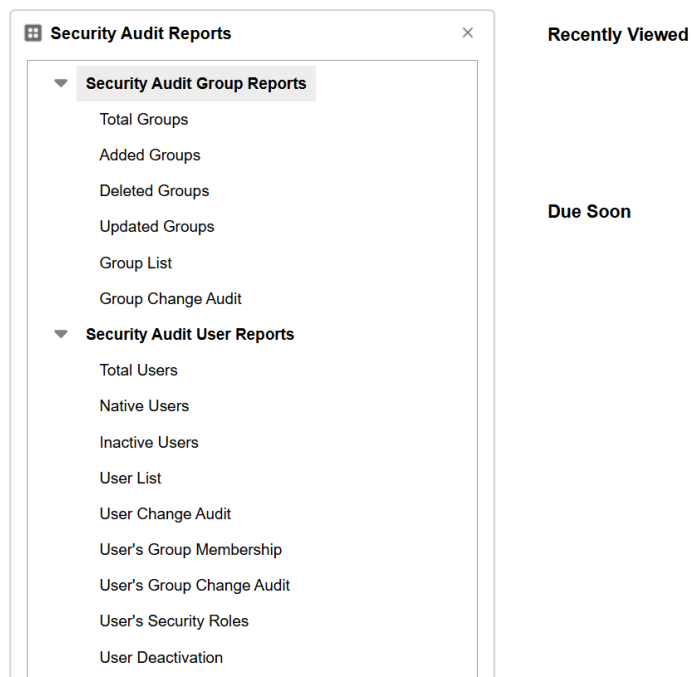 Security Audit Reports
Security Audit Group Reports
Total Groups
Added Groups
Deleted Groups
Updated Groups
Group List
Group Change Audit
Security Audit User Reports
Total Users
Native Users
Inactive Users
User List
User Change Audit
User's Group Membership
User's Group Change Audit
User's Security Roles
User Deactivation
Recently Viewed
Due Soon